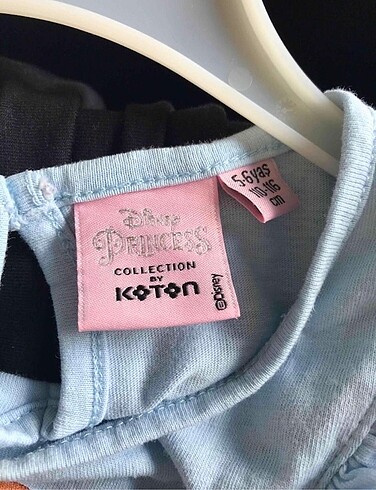 Disney
PRINCESS
COLLECTION
BY
KOTON
©Disney
5-6yaş
110-116
cm